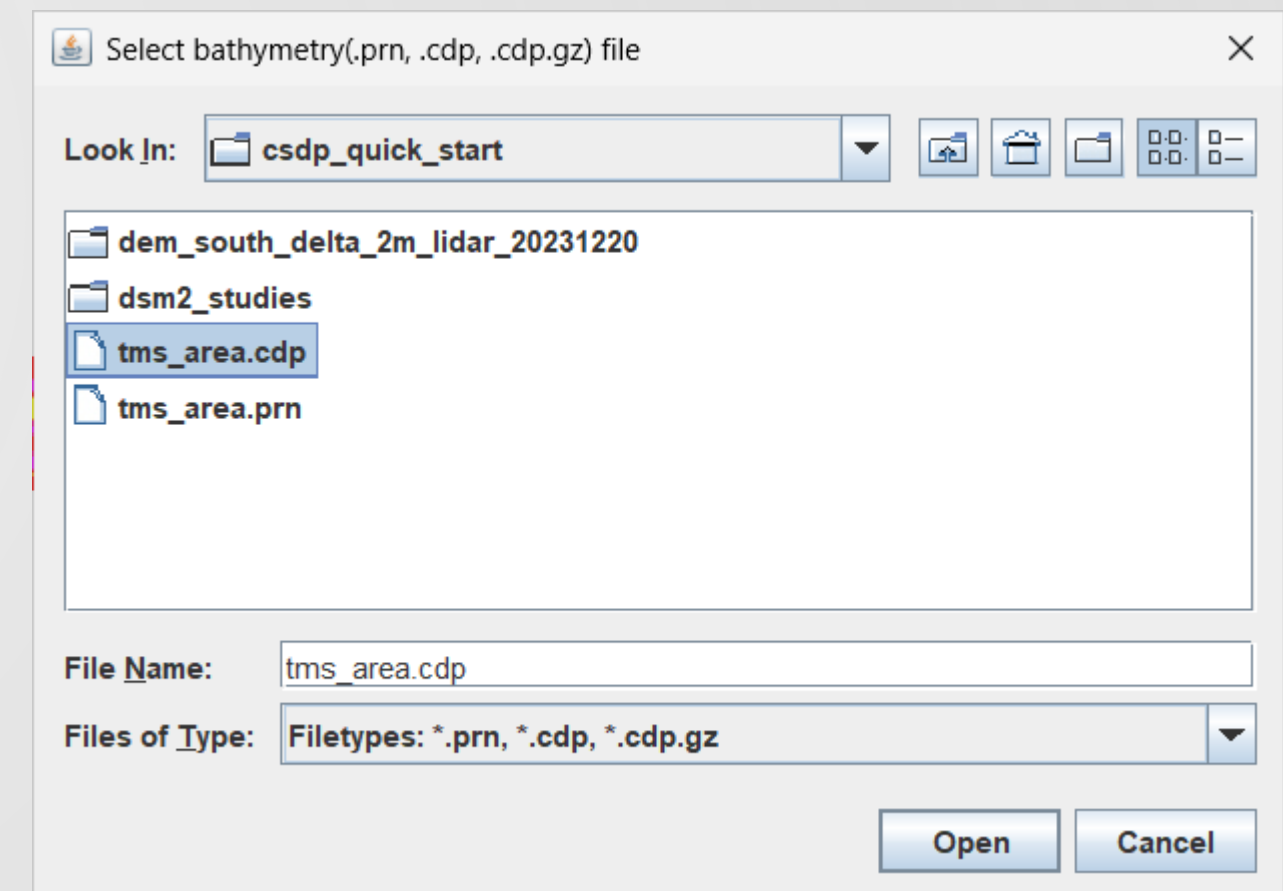 Select bathymetry(.prn, .cdp, .cdp.gz) file
Look In: csdp_quick_start
dem_south_delta_2m_lidar_20231220
dsm2_studies
tms_area.cdp
tms_area.prn
File Name: tms_area.cdp
Files of Type: Filetypes: *.prn, *.cdp, *.cdp.gz
Open Cancel